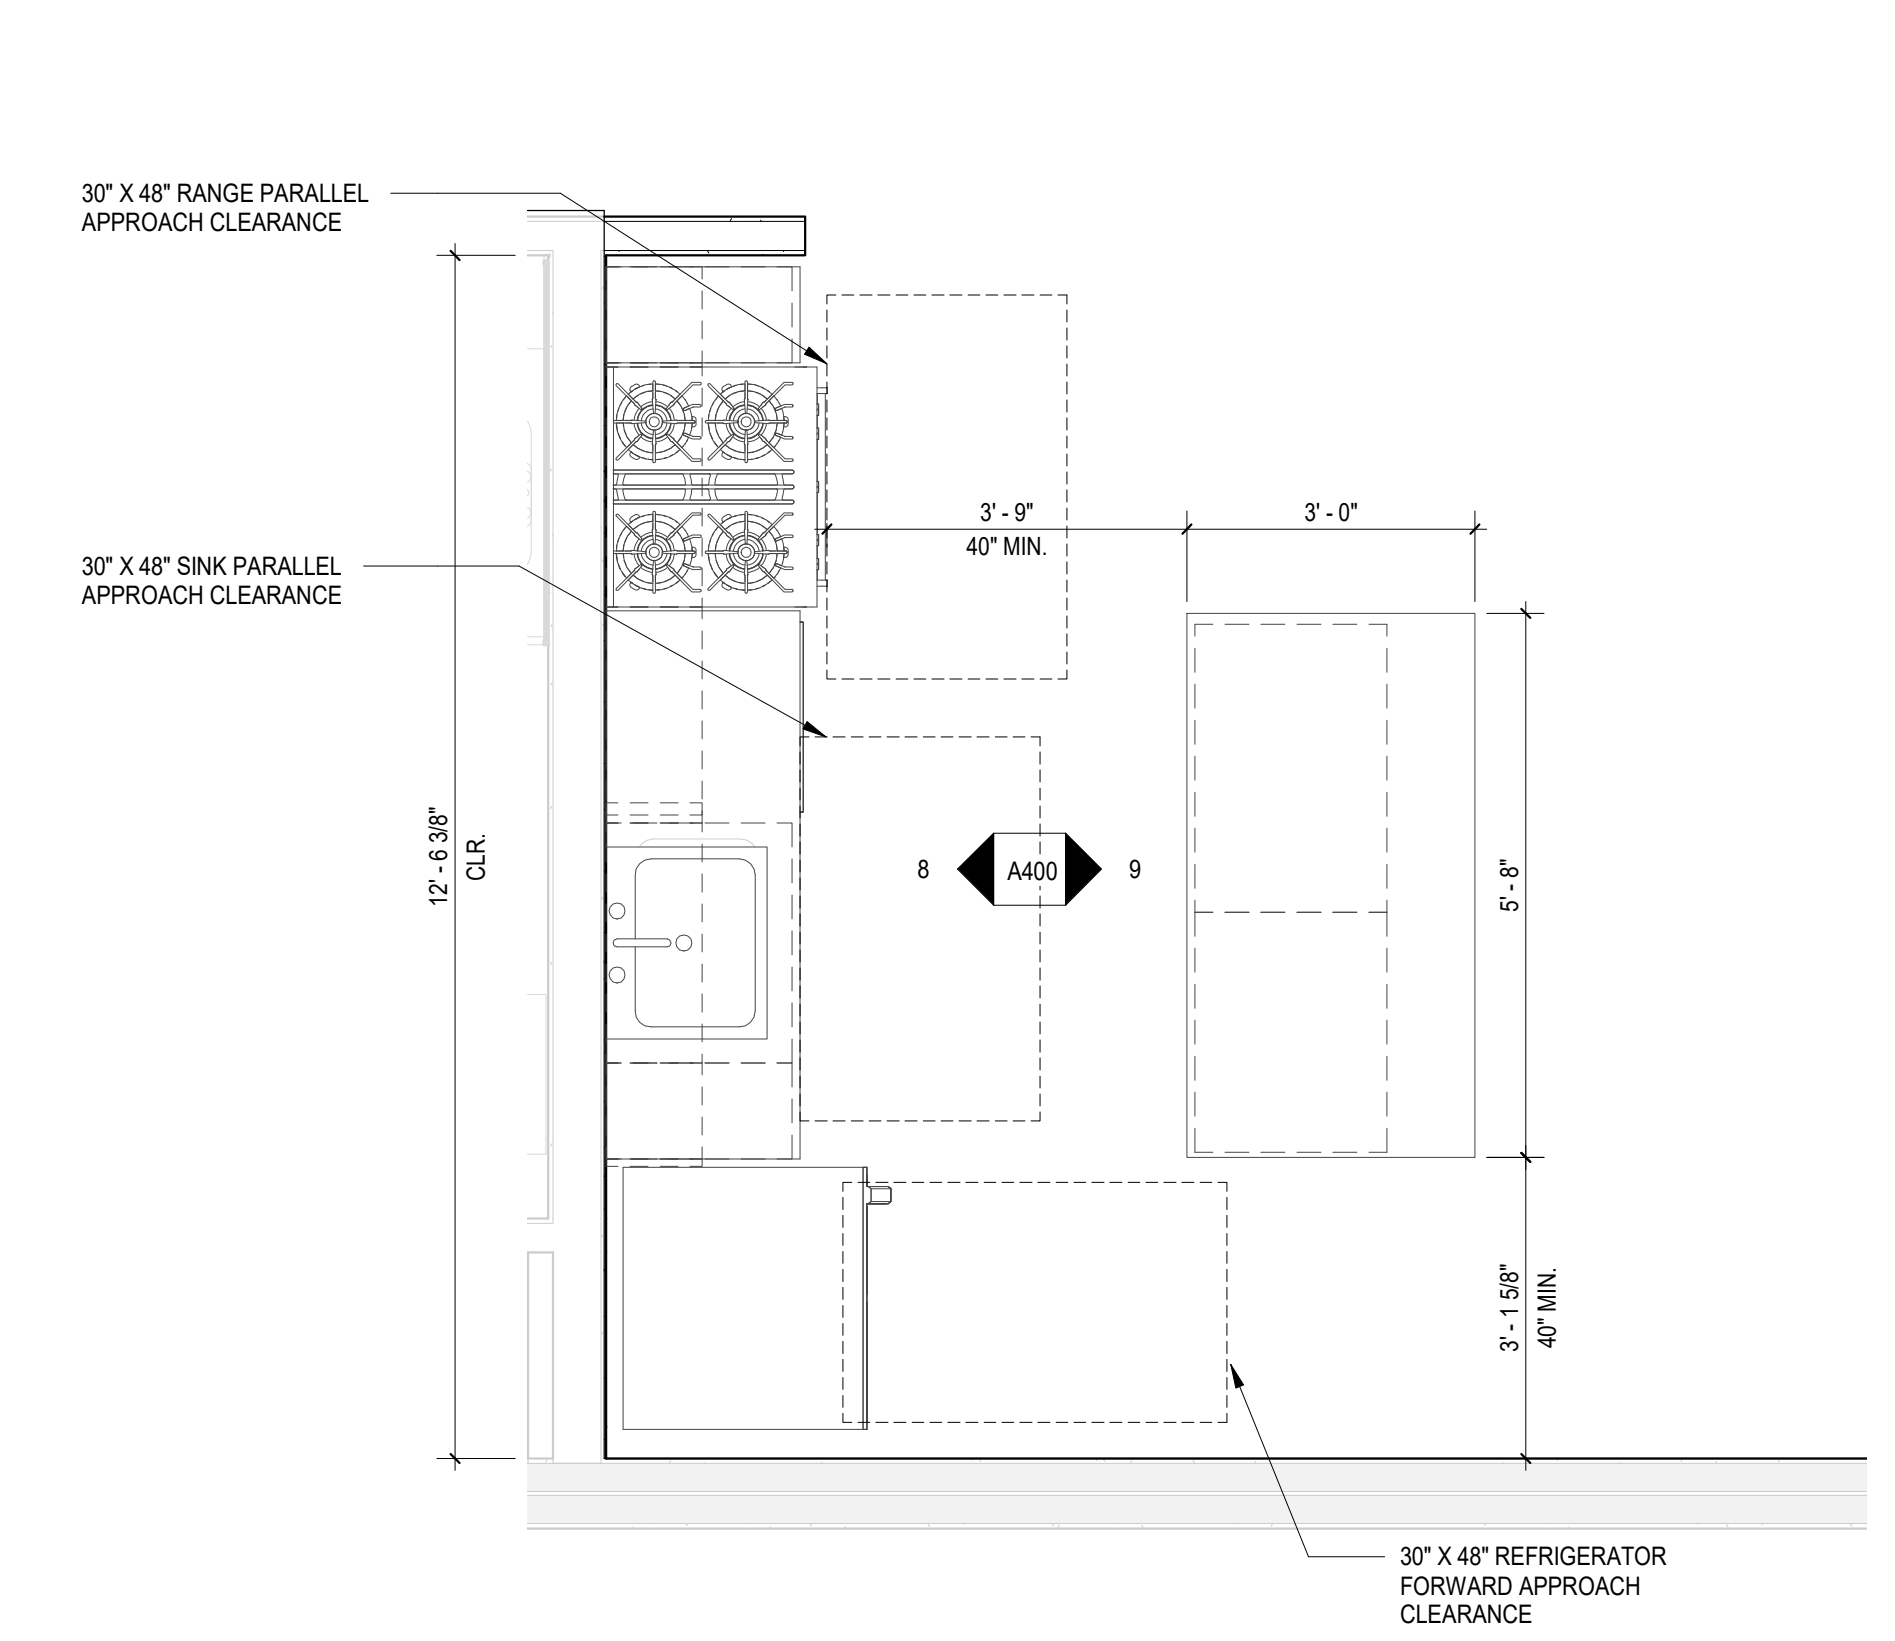 30" X 48" RANGE PARALLEL
APPROACH CLEARANCE
3' - 9"
40" MIN.
3' - 0"
30" X 48" SINK PARALLEL
APPROACH CLEARANCE
12' - 6 3/8"
CLR.
8
A400
9
5' - 8"
3' - 1 5/8"
40" MIN.
30" X 48" REFRIGERATOR
FORWARD APPROACH
CLEARANCE